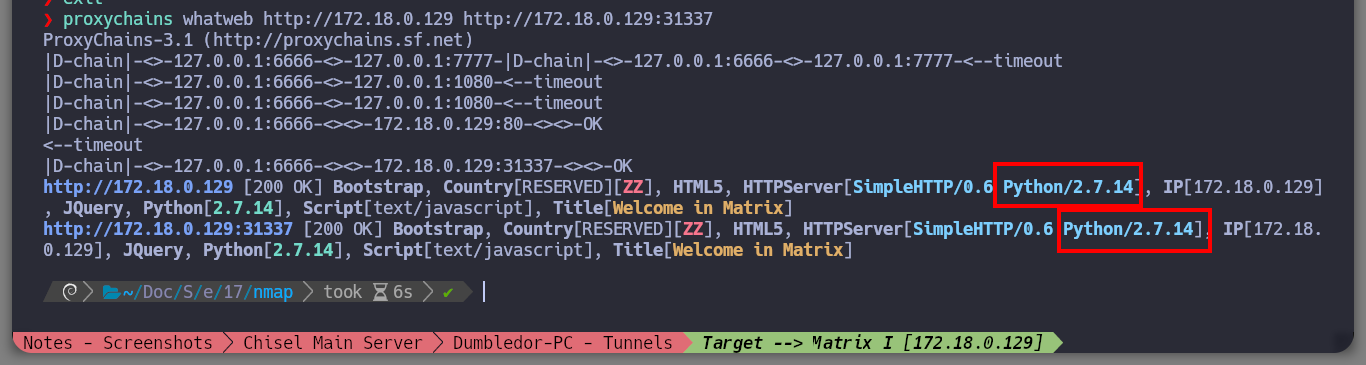 ❯ exit
❯ proxychains whatweb http://172.18.0.129 http://172.18.0.129:31337
ProxyChains-3.1 (http://proxychains.sf.net)
|D-chain|-<>-127.0.0.1:6666-<>-127.0.0.1:7777-|D-chain|-<>-127.0.0.1:6666-<>-127.0.0.1:7777-<--timeout
|D-chain|-<>-127.0.0.1:6666-<>-127.0.0.1:1080-<--timeout
|D-chain|-<>-127.0.0.1:6666-<>-127.0.0.1:1080-<--timeout
|D-chain|-<>-127.0.0.1:6666-<><>-172.18.0.129:80-<><>-OK
<--timeout
|D-chain|-<>-127.0.0.1:6666-<><>-172.18.0.129:31337-<><>-OK
http://172.18.0.129 [200 OK] Bootstrap, Country[RESERVED][ZZ], HTML5, HTTPServer[SimpleHTTP/0.6 Python/2.7.14], IP[172.18.0.129]
, JQuery, Python[2.7.14], Script[text/javascript], Title[Welcome in Matrix]
http://172.18.0.129:31337 [200 OK] Bootstrap, Country[RESERVED][ZZ], HTML5, HTTPServer[SimpleHTTP/0.6 Python/2.7.14], IP[172.18.
0.129], JQuery, Python[2.7.14], Script[text/javascript], Title[Welcome in Matrix]
~/Doc/S/e/17/nmap took 6s ✔
Notes - Screenshots Chisel Main Server Dumbledor-PC - Tunnels Target --> Matrix I [172.18.0.129]